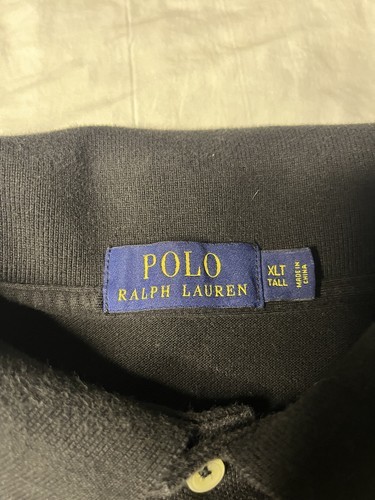 POLO
RALPH LAUREN
XLT
TALL
MADE IN
CHINA